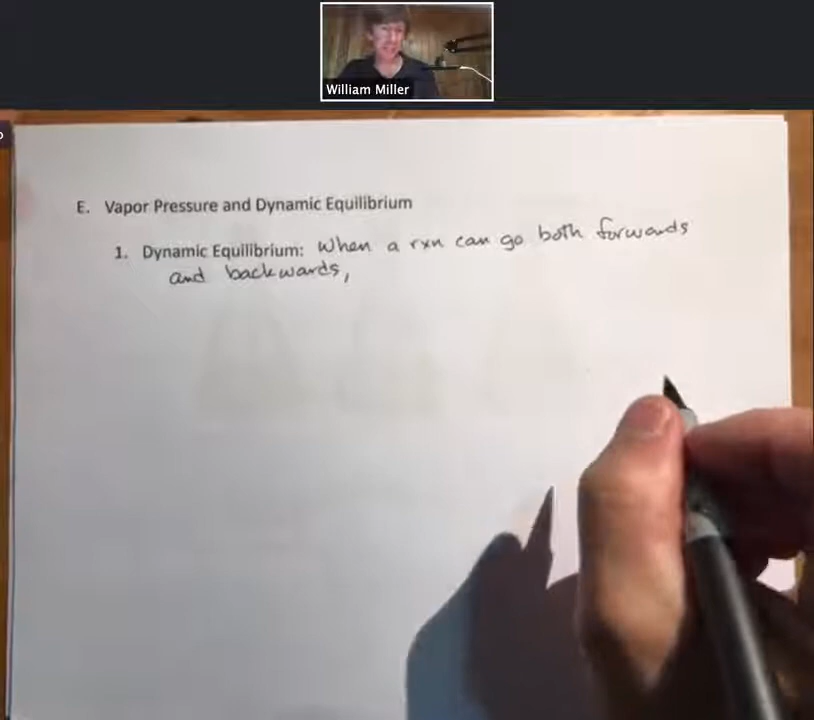 William Miller
E. Vapor Pressure and Dynamic Equilibrium
1. Dynamic Equilibrium: When a rxn can go both forwards
and backwards,